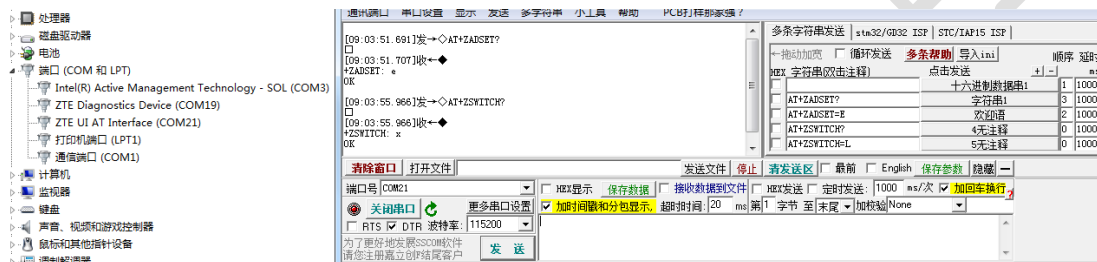 处理器
磁盘驱动器
电池
端口 (COM 和 LPT)
Intel(R) Active Management Technology - SOL (COM3)
ZTE Diagnostics Device (COM19)
ZTE UI AT Interface (COM21)
打印机端口 (LPT1)
通信端口 (COM1)
计算机
监视器
键盘
声音、视频和游戏控制器
鼠标和其他指针设备
调制解调器
通讯端口 串口设置 显示 发送 多字符串 小工具 帮助 PCB打样那家强?
[09:03:51.691]发→◇AT+ZADSET?
□
[09:03:51.707]收←◆
+ZADSET: e
OK
[09:03:55.966]发→◇AT+ZSWITCH?
□
[09:03:55.966]收←◆
+ZSWITCH: x
OK
多条字符串发送 stm32/GD32 ISP STC/IAP15 ISP
←拖动加宽 循环发送 多条帮助 导入ini 顺序 延时
HEX 字符串(双击注释) 点击发送 + - ms
十六进制数据串1 1 1000
AT+ZADSET? 字符串1 3 1000
AT+ZADSET=E 欢迎语 2 1000
AT+ZSWITCH? 4无注释 0 1000
AT+ZSWITCH=L 5无注释 0 1000
清除窗口 打开文件 发送文件 停止 清发送区 最前 English 保存参数 隐藏 —
端口号 COM21 HEX显示 保存数据 接收数据到文件 HEX发送 定时发送: 1000 ms/次 加回车换行
关闭串口 更多串口设置 加时间戳和分包显示, 超时时间: 20 ms 第1 字节 至 末尾 加校验 None
RTS DTR 波特率: 115200
为了更好地发展SSCOM软件
请您注册嘉立创F结尾客户
发 送